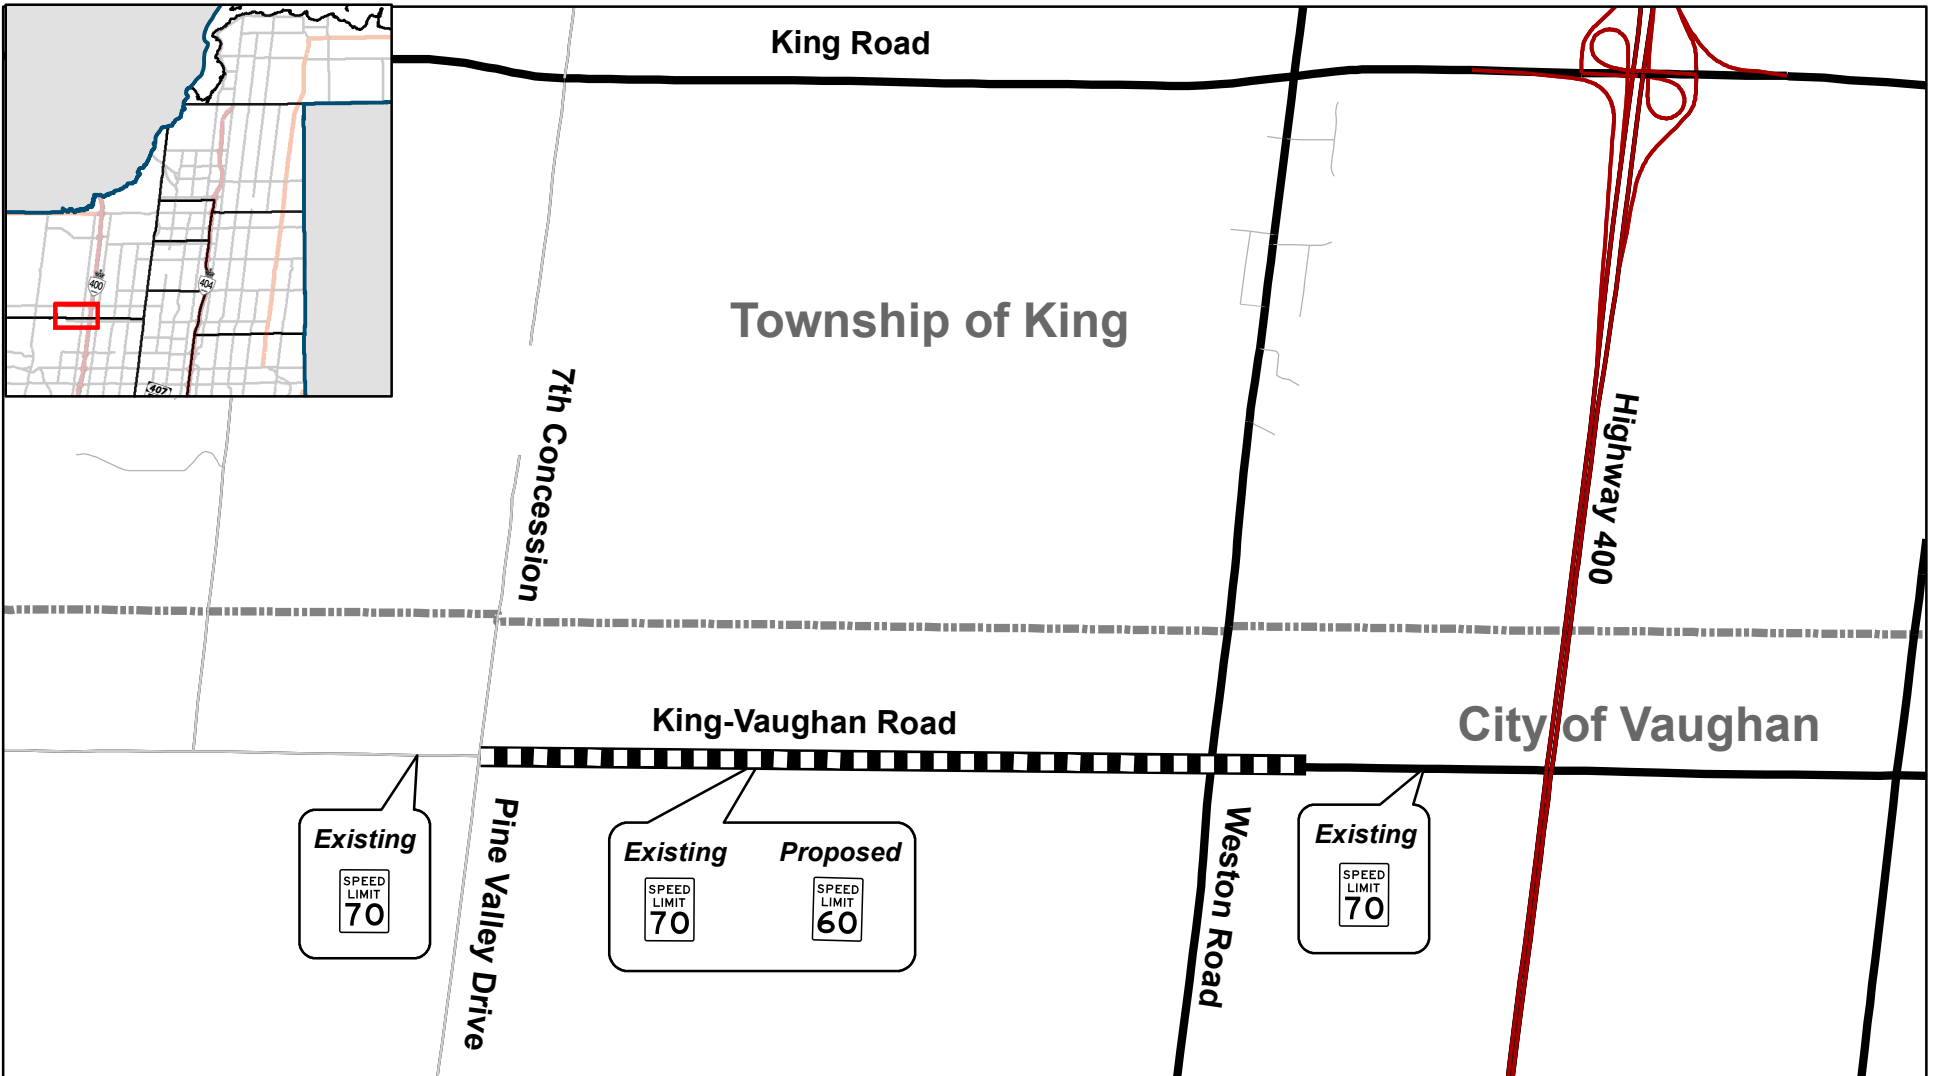 King Road
400
404
407
Township of King
7th Concession
Highway 400
King-Vaughan Road
City of Vaughan
Existing
SPEED
LIMIT
70
Pine Valley Drive
Existing
SPEED
LIMIT
70
Proposed
SPEED
LIMIT
60
Weston Road
Existing
SPEED
LIMIT
70